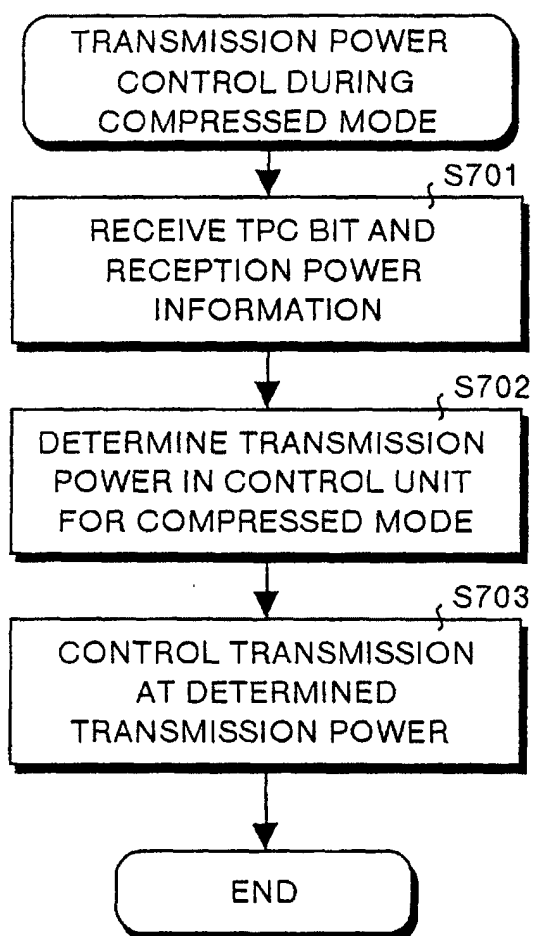 TRANSMISSION POWER
CONTROL DURING
COMPRESSED MODE
S701
RECEIVE TPC BIT AND
RECEPTION POWER
INFORMATION
S702
DETERMINE TRANSMISSION
POWER IN CONTROL UNIT
FOR COMPRESSED MODE
S703
CONTROL TRANSMISSION
AT DETERMINED
TRANSMISSION POWER
END